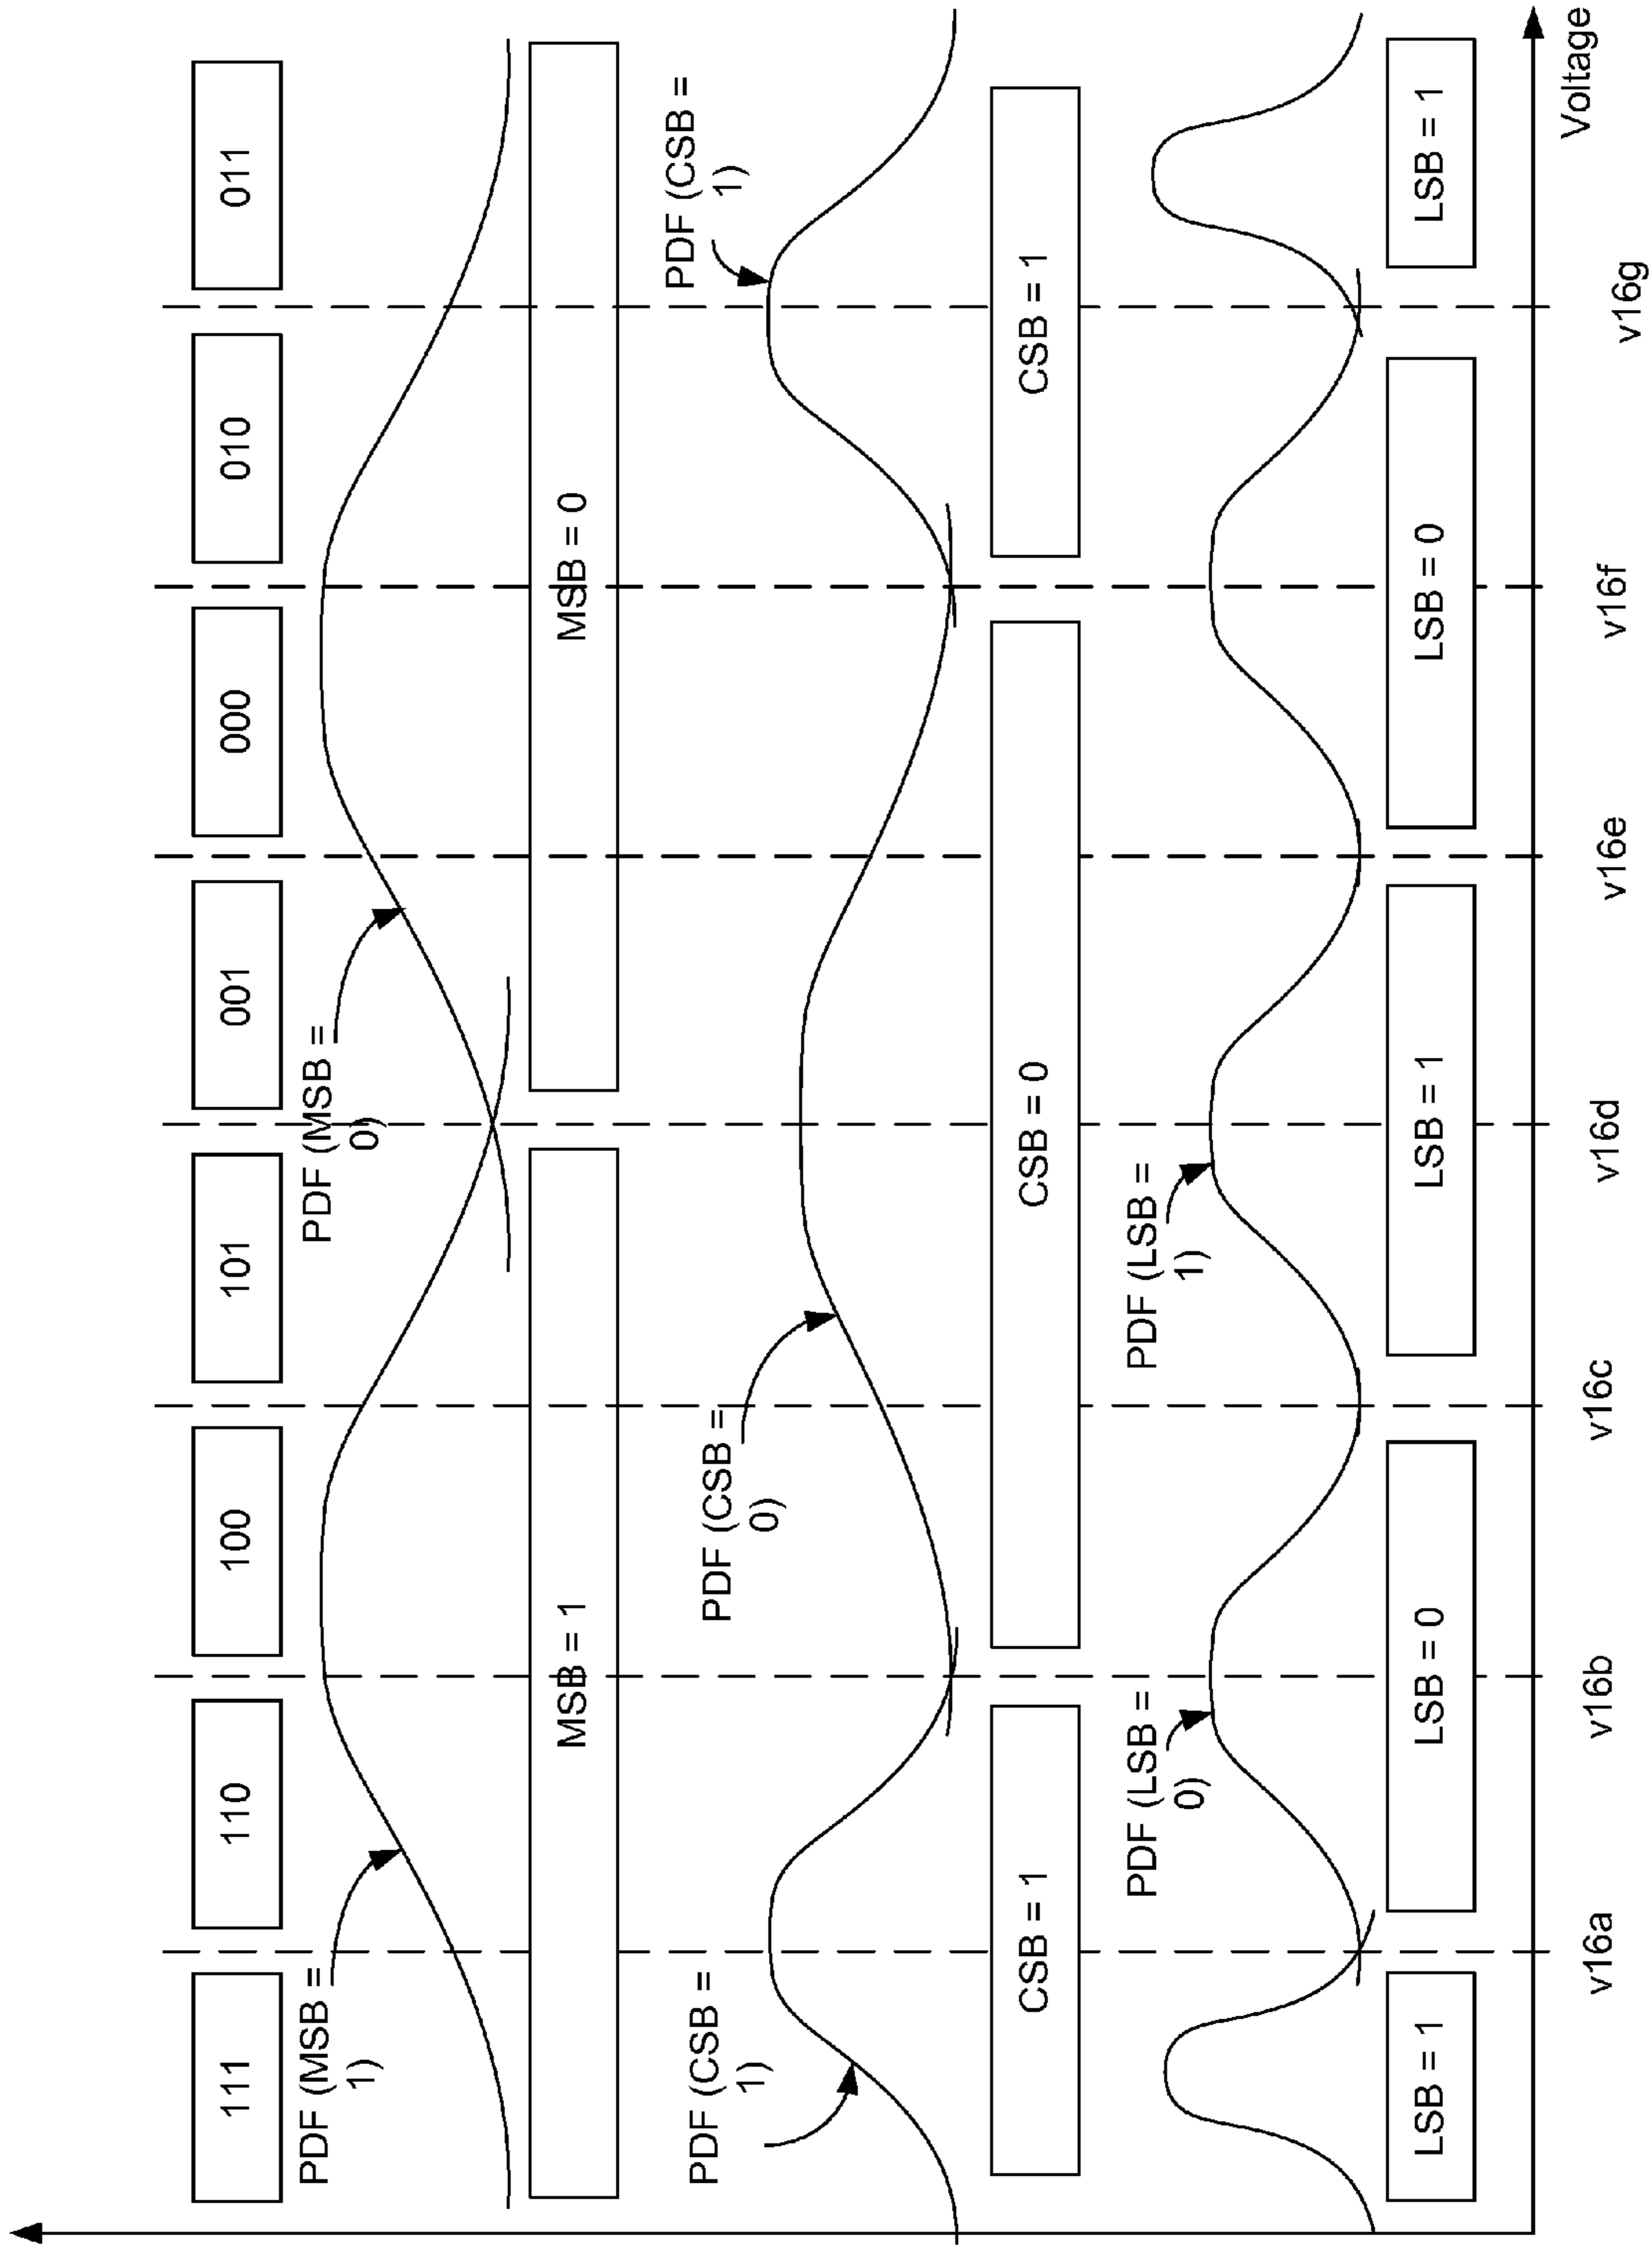 111 110 100 101 001 000 010 011
PDF (MSB =
1)
PDF (MSB =
0)
MSB = 1 MSB = 0
PDF (CSB =
1)
PDF (CSB =
0)
PDF (CSB =
1)
CSB = 1 CSB = 0 CSB = 1
PDF (LSB =
0)
PDF (LSB =
1)
LSB = 1 LSB = 0 LSB = 1 LSB = 0 LSB = 1
Voltage
v16a v16b v16c v16d v16e v16f v16g